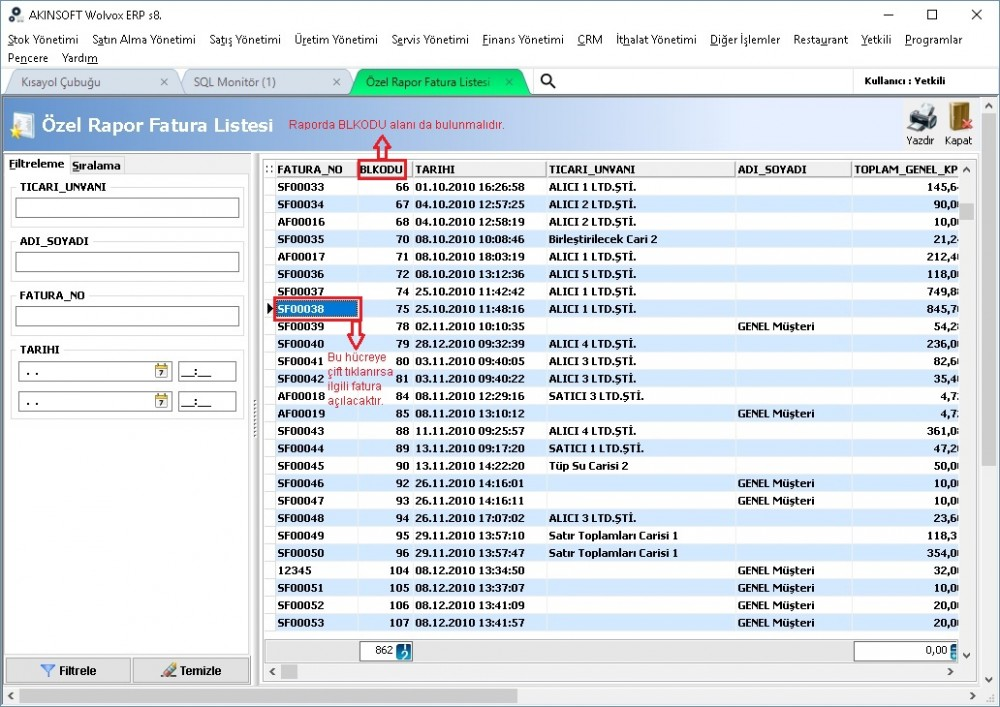 AKINSOFT Wolvox ERP s8.
Stok Yönetimi Satın Alma Yönetimi Satış Yönetimi Üretim Yönetimi Servis Yönetimi Finans Yönetimi CRM İthalat Yönetimi Diğer İşlemler Restaurant Yetkili Programlar
Pencere Yardım
Kısayol Çubuğu SQL Monitör (1) Özel Rapor Fatura Listesi Kullanıcı : Yetkili
Özel Rapor Fatura Listesi Raporda BLKODU alanı da bulunmalıdır. Yazdır Kapat
Filtreleme Sıralama
TICARI_UNVANI
ADI_SOYADI
FATURA_NO
TARIHI
. . 7 __:__
. . 7 __:__
Filtrele Temizle
FATURA_NO BLKODU TARIHI TICARI_UNVANI ADI_SOYADI TOPLAM_GENEL_KP
SF00033 66 01.10.2010 16:26:58 ALICI 1 LTD.ŞTİ. 145,6
SF00034 67 04.10.2010 12:57:25 ALICI 2 LTD.ŞTİ. 90,0
AF00016 68 04.10.2010 12:58:19 ALICI 2 LTD.ŞTİ. 10,0
SF00035 70 08.10.2010 10:08:46 Birleştirilecek Cari 2 21,2
AF00017 71 08.10.2010 18:03:19 ALICI 1 LTD.ŞTİ. 212,4
SF00036 72 08.10.2010 13:12:36 ALICI 5 LTD.ŞTİ. 118,0
SF00037 74 25.10.2010 11:42:42 ALICI 1 LTD.ŞTİ. 749,8
SF00038 75 25.10.2010 11:48:16 ALICI 1 LTD.ŞTİ. 845,7
SF00039 78 02.11.2010 10:10:35 GENEL Müşteri 54,2
SF00040 79 28.12.2010 09:32:39 ALICI 4 LTD.ŞTİ. 236,0
SF00041 80 03.11.2010 09:40:05 ALICI 3 LTD.ŞTİ. 82,6
SF00042 81 03.11.2010 09:40:22 ALICI 3 LTD.ŞTİ. 35,4
AF00018 84 08.11.2010 12:29:16 SATICI 3 LTD.ŞTİ. 4,7
AF00019 85 08.11.2010 13:10:12 GENEL Müşteri 4,7
SF00043 88 11.11.2010 09:25:57 ALICI 4 LTD.ŞTİ. 361,0
SF00044 89 13.11.2010 09:17:20 SATICI 1 LTD.ŞTİ. 47,2
SF00045 90 13.11.2010 14:22:20 Tüp Su Carisi 2 50,0
SF00046 92 26.11.2010 14:16:01 GENEL Müşteri 10,0
SF00047 93 26.11.2010 14:16:11 GENEL Müşteri 10,0
SF00048 94 26.11.2010 17:07:02 ALICI 3 LTD.ŞTİ. 23,6
SF00049 95 29.11.2010 13:57:10 Satır Toplamları Carisi 1 118,3
SF00050 96 29.11.2010 13:57:47 Satır Toplamları Carisi 1 354,0
12345 104 08.12.2010 13:34:50 GENEL Müşteri 32,0
SF00051 105 08.12.2010 13:37:07 GENEL Müşteri 10,0
SF00052 106 08.12.2010 13:41:09 GENEL Müşteri 20,0
SF00053 107 08.12.2010 13:41:57 GENEL Müşteri 20,0
Bu hücreye
çift tıklanırsa
ilgili fatura
açılacaktır.
862 0,00